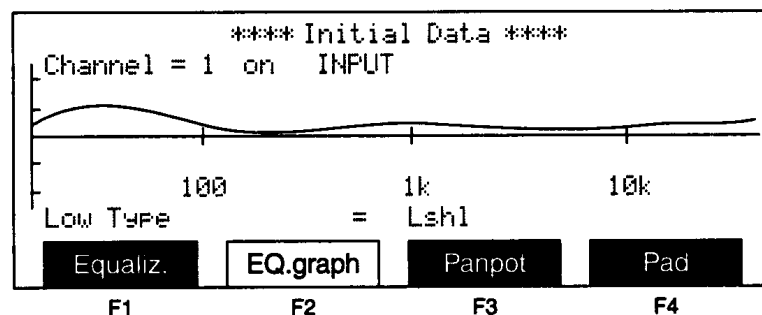 **** Initial Data ****
Channel = 1 on INPUT
100 1k 10k
Low Type = Lshl
Equaliz. EQ.graph Panpot Pad
F1 F2 F3 F4